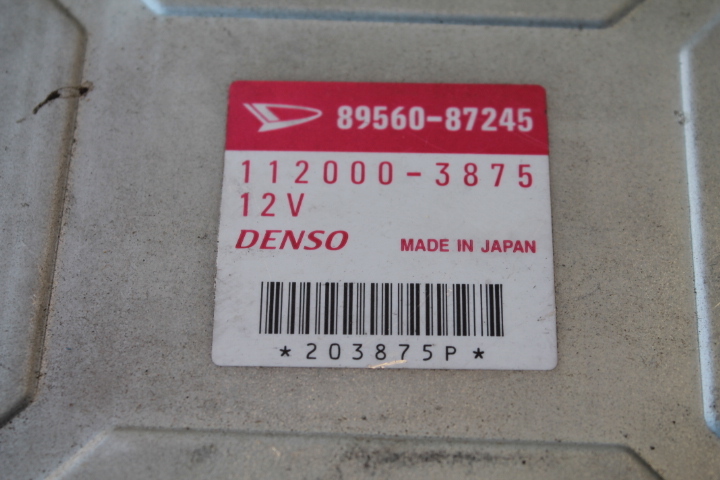 89560-87245
112000-3875
12V
DENSO MADE IN JAPAN
*203875P*